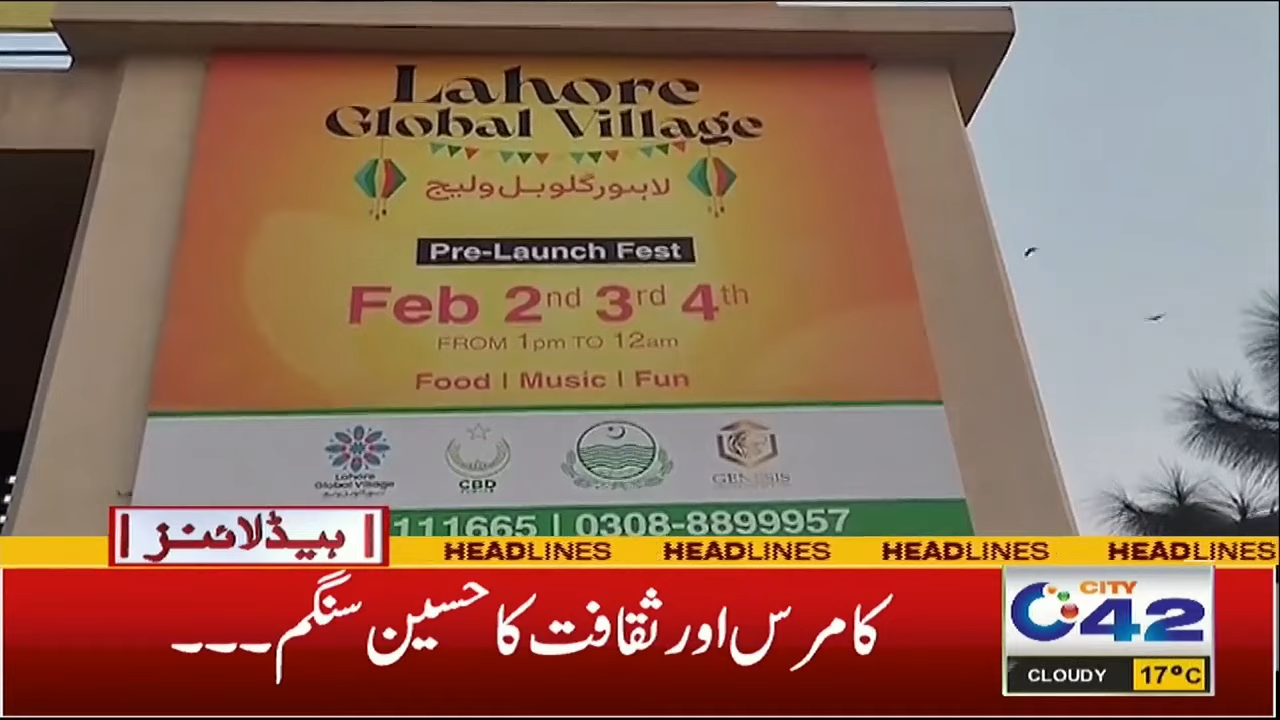 Lahore
Global Village
لاہور گلوبل ولیج
Pre-Launch Fest
Feb 2nd 3rd 4th
FROM 1pm TO 12am
Food | Music | Fun
Lahore
Global Village
CBD
GENESIS
111665 | 0308-8899957
ہیڈلائنز
HEADLINES HEADLINES HEADLINES HEADLINES
کامرس اور ثقافت کا حسین سنگم ---
CITY
42
CLOUDY 17°C